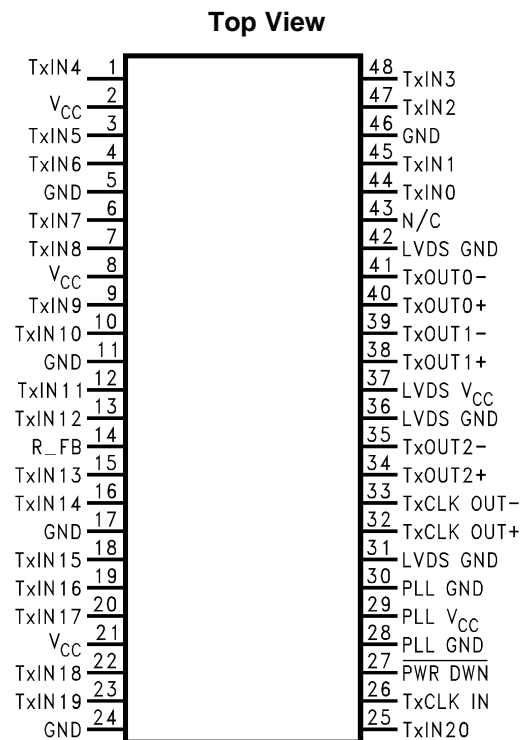 Top View
TxIN4 1
V_CC 2
TxIN5 3
TxIN6 4
GND 5
TxIN7 6
TxIN8 7
V_CC 8
TxIN9 9
TxIN10 10
GND 11
TxIN11 12
TxIN12 13
R_FB 14
TxIN13 15
TxIN14 16
GND 17
TxIN15 18
TxIN16 19
TxIN17 20
V_CC 21
TxIN18 22
TxIN19 23
GND 24
48 TxIN3
47 TxIN2
46 GND
45 TxIN1
44 TxIN0
43 N/C
42 LVDS GND
41 TxOUT0-
40 TxOUT0+
39 TxOUT1-
38 TxOUT1+
37 LVDS V_CC
36 LVDS GND
35 TxOUT2-
34 TxOUT2+
33 TxCLK OUT-
32 TxCLK OUT+
31 LVDS GND
30 PLL GND
29 PLL V_CC
28 PLL GND
27 PWR DWN
26 TxCLK IN
25 TxIN20